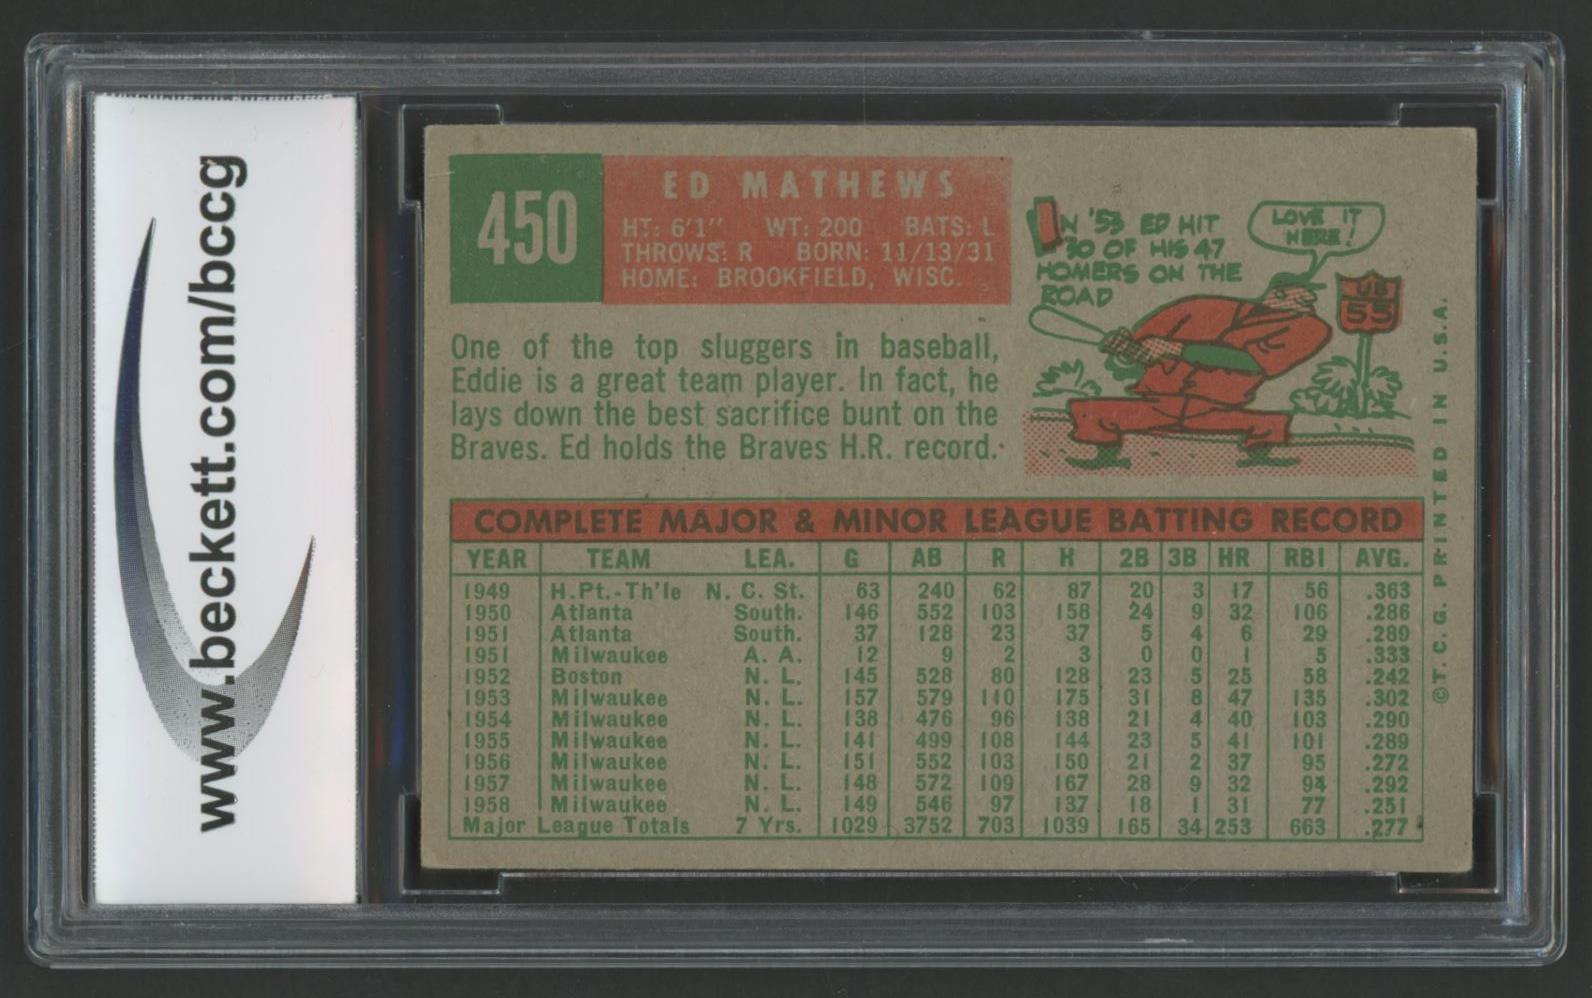 www.beckett.com/bccg
450
ED MATHEWS
HT: 6'1" WT: 200 BATS: L
THROWS: R BORN: 11/13/31
HOME: BROOKFIELD, WISC.
IN '53 ED HIT
30 OF HIS 47
HOMERS ON THE
ROAD
LOVE IT
HERE!
US
55
One of the top sluggers in baseball,
Eddie is a great team player. In fact, he
lays down the best sacrifice bunt on the
Braves. Ed holds the Braves H.R. record.
COMPLETE MAJOR & MINOR LEAGUE BATTING RECORD
YEAR TEAM LEA. G AB R H 2B 3B HR RBI AVG.
1949 H.Pt.-Th'le N. C. St. 63 240 62 87 20 3 17 56 .363
1950 Atlanta South. 146 552 103 158 24 9 32 106 .286
1951 Atlanta South. 37 128 23 37 5 4 6 29 .289
1951 Milwaukee A. A. 12 9 2 3 0 0 1 5 .333
1952 Boston N. L. 145 528 80 128 23 5 25 58 .242
1953 Milwaukee N. L. 157 579 110 175 31 8 47 135 .302
1954 Milwaukee N. L. 138 476 96 138 21 4 40 103 .290
1955 Milwaukee N. L. 141 499 108 144 23 5 41 101 .289
1956 Milwaukee N. L. 151 552 103 150 21 2 37 95 .272
1957 Milwaukee N. L. 148 572 109 167 28 9 32 94 .292
1958 Milwaukee N. L. 149 546 97 137 18 1 31 77 .251
Major League Totals 7 Yrs. 1029 3752 703 1039 165 34 253 663 .277
©T.C.G. PRINTED IN U.S.A.